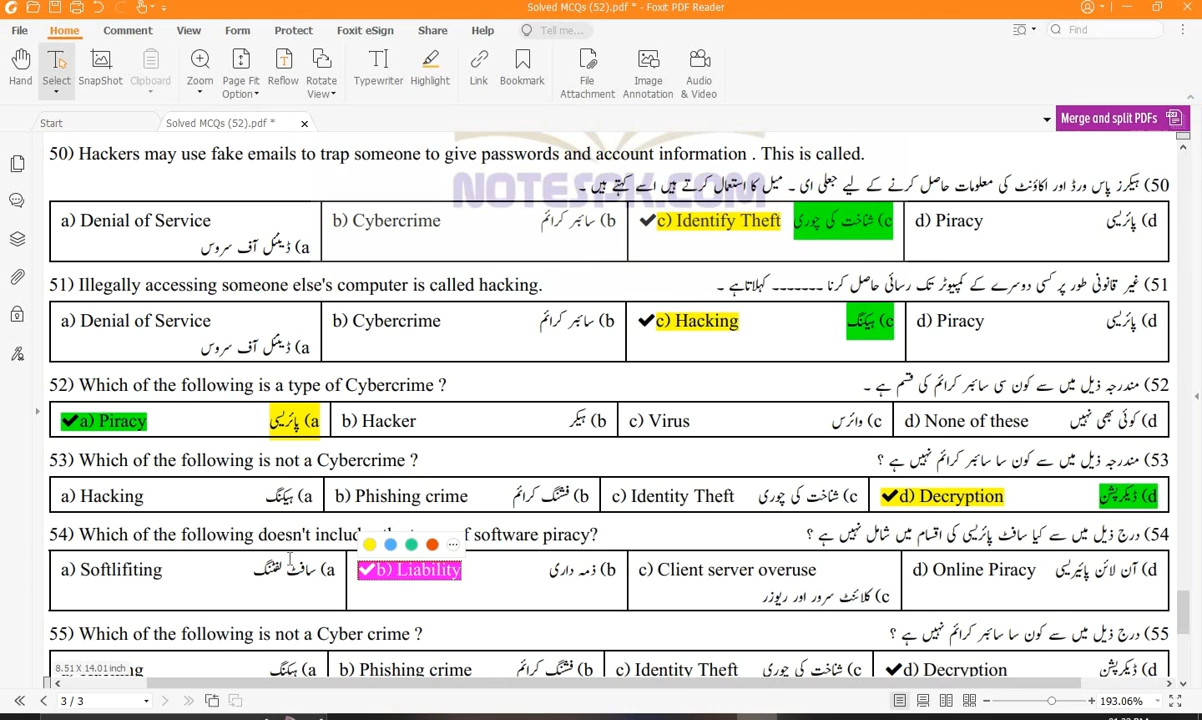 Solved MCQs (52).pdf * - Foxit PDF Reader
File Home Comment View Form Protect Foxit eSign Share Help Tell me... Find
Hand Select SnapShot Clipboard Zoom Page Fit Option Reflow Rotate View Typewriter Highlight Link Bookmark File Attachment Image Annotation Audio & Video
Start Solved MCQs (52).pdf * Merge and split PDFs
50) Hackers may use fake emails to trap someone to give passwords and account information . This is called.
NOTESPK.COM
50) ہیکرز پاس ورڈ اور اکاؤنٹ کی معلومات حاصل کرنے کے لیے جعلی ای ۔ میل کا استعمال کرتے ہیں اسے کہتے ہیں ۔
a) Denial of Service b) Cybercrime b) سائبر کرائم ✔c) Identify Theft c) شناخت کی چوری d) Piracy d) پائریسی
a) ڈینئل آف سروس
51) Illegally accessing someone else's computer is called hacking. 51) غیر قانونی طور پر کسی دوسرے کے کمپیوٹر تک رسائی حاصل کرنا ۔۔۔۔۔۔۔ کہلاتاہے ۔
a) Denial of Service b) Cybercrime b) سائبر کرائم ✔c) Hacking c) ہیکنگ d) Piracy d) پائریسی
a) ڈینئل آف سروس
52) Which of the following is a type of Cybercrime ? 52) مندرجہ ذیل میں سے کون سی سائبر کرائم کی قسم ہے ۔
✔a) Piracy a) پائریسی b) Hacker b) ہیکر c) Virus c) وائرس d) None of these d) کوئی بھی نہیں
53) Which of the following is not a Cybercrime ? 53) مندرجہ ذیل میں سے کون سا سائبر کرائم نہیں ہے ؟
a) Hacking a) ہیکنگ b) Phishing crime b) فشنگ کرائم c) Identity Theft c) شناخت کی چوری ✔d) Decryption d) ڈیکرپشن
54) Which of the following doesn't includ of software piracy? 54) درج ذیل میں سے کیا سافٹ پائریسی کی اقسام میں شامل نہیں ہے ؟
a) Softlifiting a) سافٹ لفٹنگ ✔b) Liability b) ذمہ داری c) Client server overuse d) Online Piracy d) آن لائن پائیریسی
c) کلائنٹ سرور اور ریوزر
55) Which of the following is not a Cyber crime ? 55) درج ذیل میں سے کون سا سائبر کرائم نہیں ہے ؟
a) ہیکنگ b) Phishing crime b) فشنگ کرائم c) Identity Theft c) شناخت کی چوری ✔d) Decryption d) ڈیکرپشن
8.51 X 14.01 inch
3 / 3 193.06%